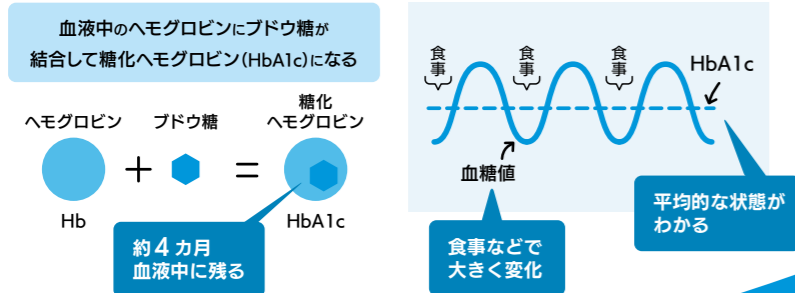 血液中のヘモグロビンにブドウ糖が
結合して糖化ヘモグロビン(HbA1c)になる
ヘモグロビン
ブドウ糖
糖化
ヘモグロビン
+
=
Hb
HbA1c
約4カ月
血液中に残る
食事
食事
食事
HbA1c
血糖値
食事などで
大きく変化
平均的な状態が
わかる